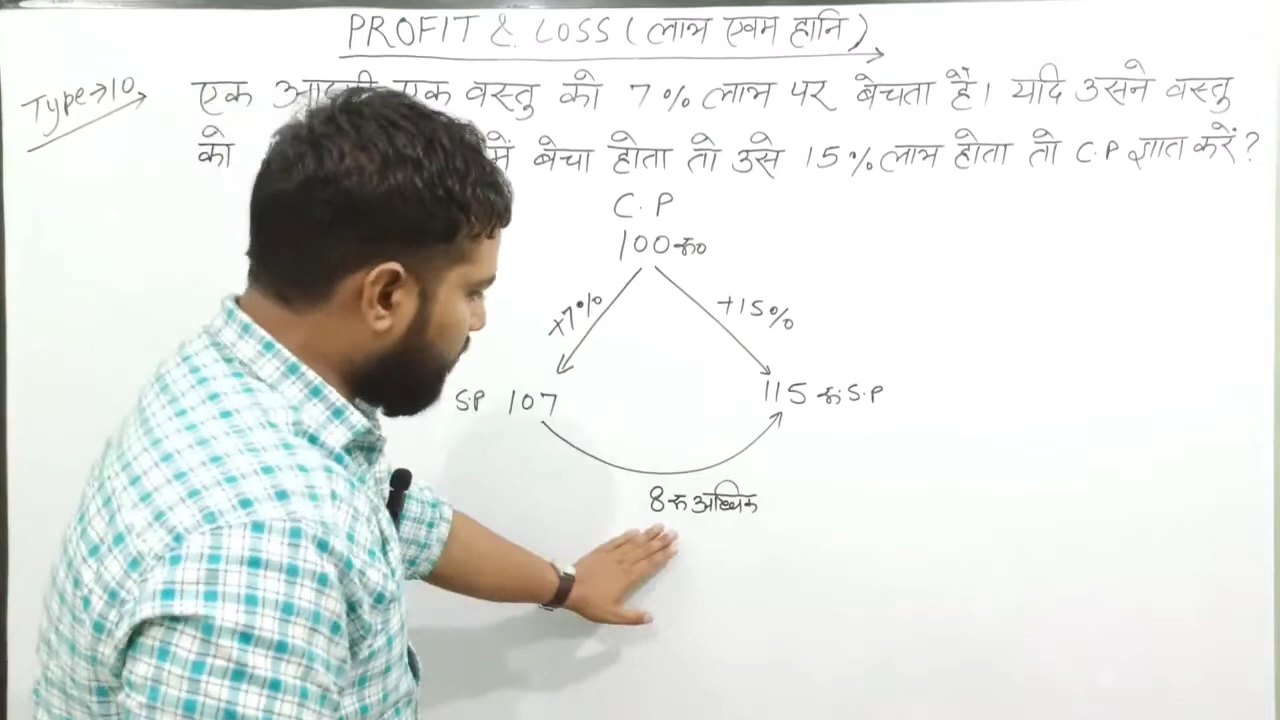 PROFIT & LOSS (लाभ एवम हानि)
Type→10
एक एक वस्तु को 7% लाभ पर बेचता है। यदि उसने वस्तु
को में बेचा होता तो उसे 15% लाभ होता तो C.P ज्ञात करें?
C.P
100 रू०
+7%
+15%
S.P 107
115 रू. S.P
8 रू अधिक